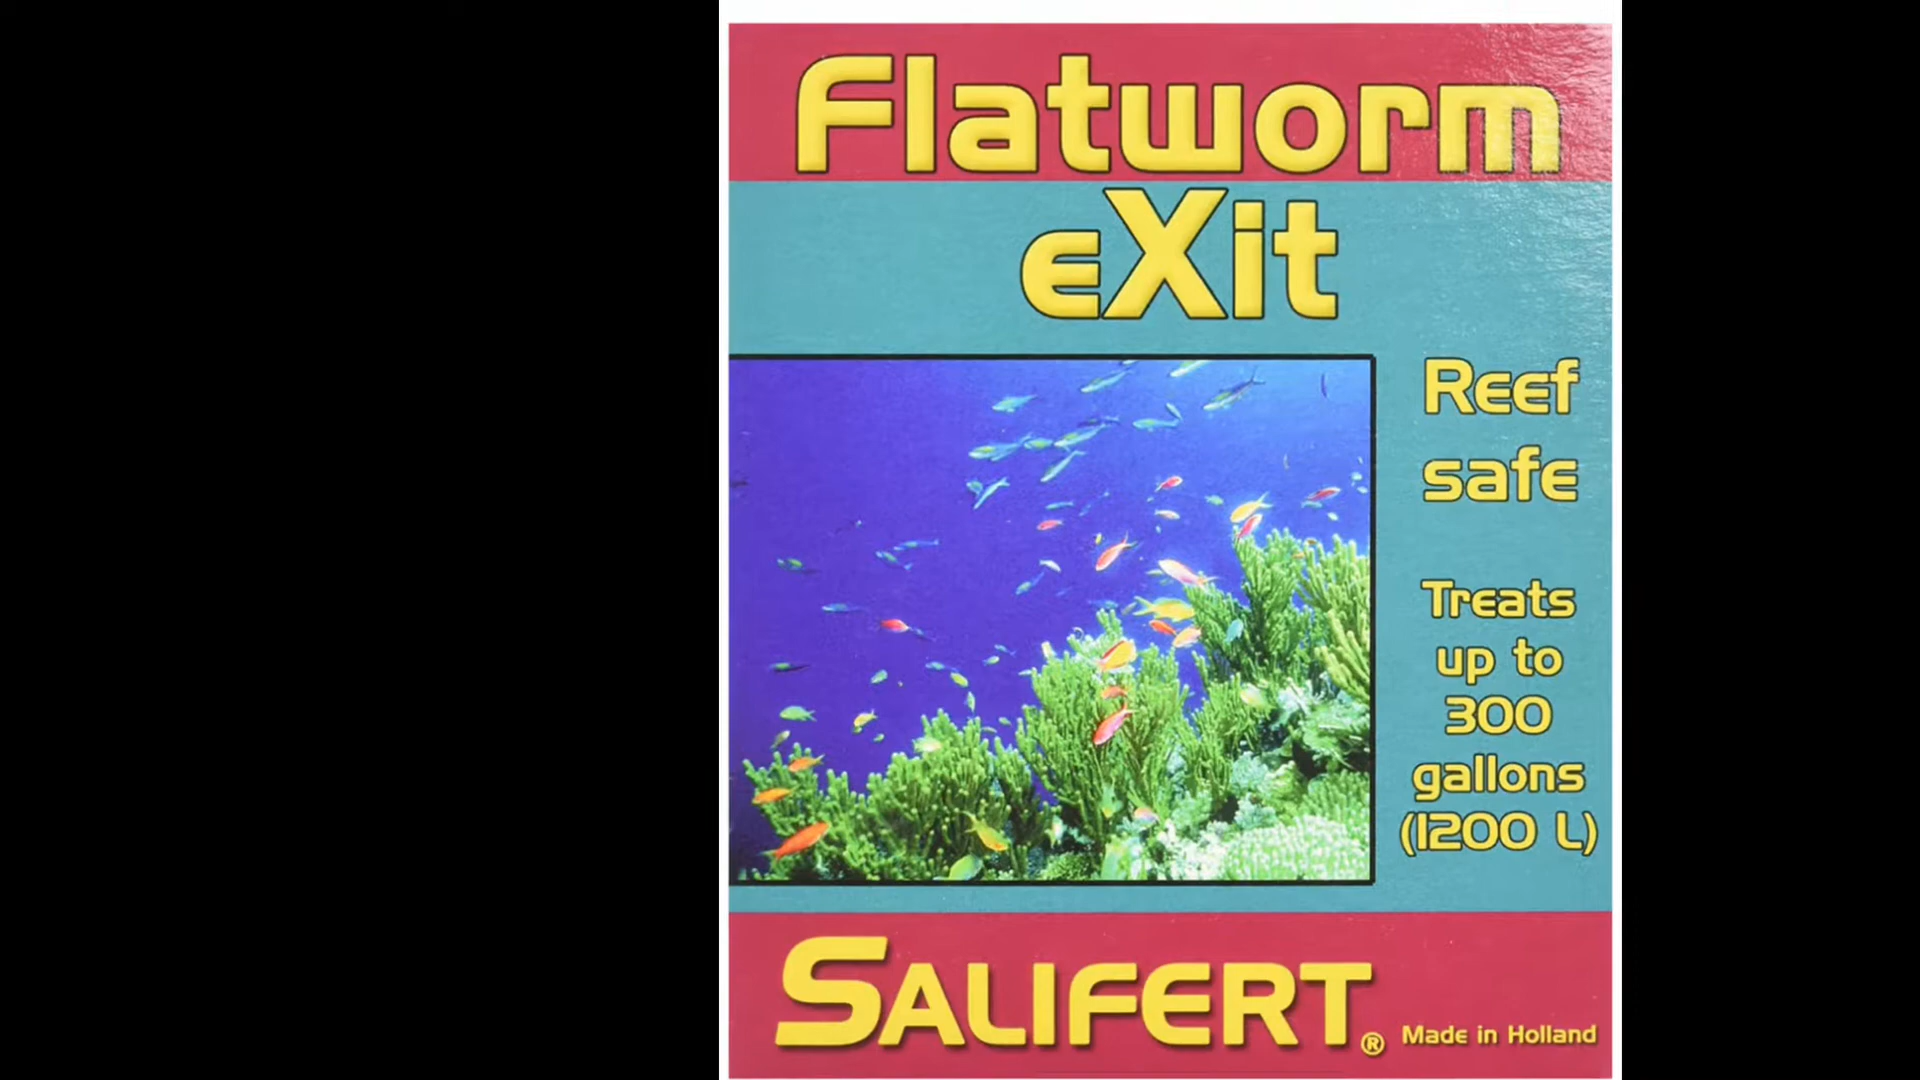 Flatworm
eXit
Reef
safe
Treats
up to
300
gallons
(1200 L)
SALIFERT®
Made in Holland